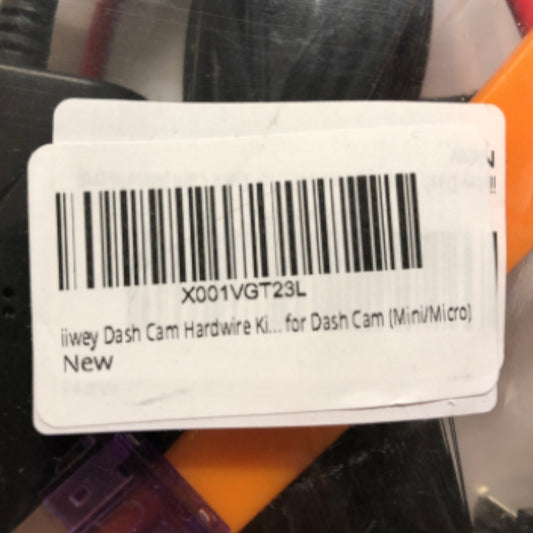 X001VGT23L
iiwey Dash Cam Hardwire Ki... for Dash Cam (Mini/Micro)
New